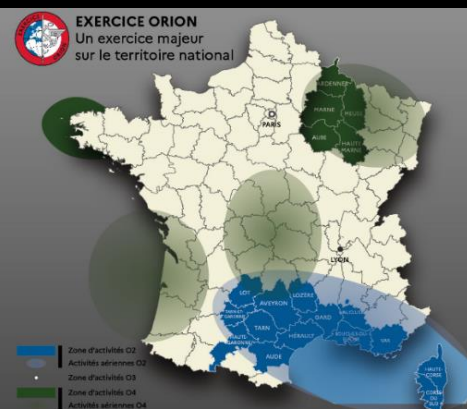 EXERCICE ORION
Un exercice majeur
sur le territoire national
ARDENNES
MARNE
MEUSE
PARIS
AUBE
HAUTE
MARNE
LYON
LOT
LOZÈRE
AVEYRON
TARN
GARD
HÉRAULT
VAR
AUDE
Zone d'activités O2
Activités aériennes O2
Zone d'activités O3
Zone d'activités O4
Activités aériennes O4
HAUTE
CORSE
CORSE
DU